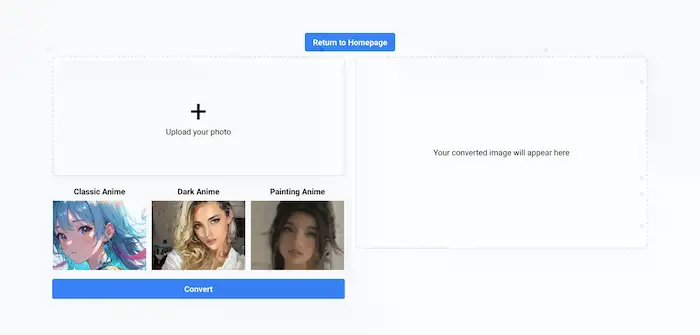 Return to Homepage
Upload your photo
Your converted image will appear here
Classic Anime
Dark Anime
Painting Anime
Convert